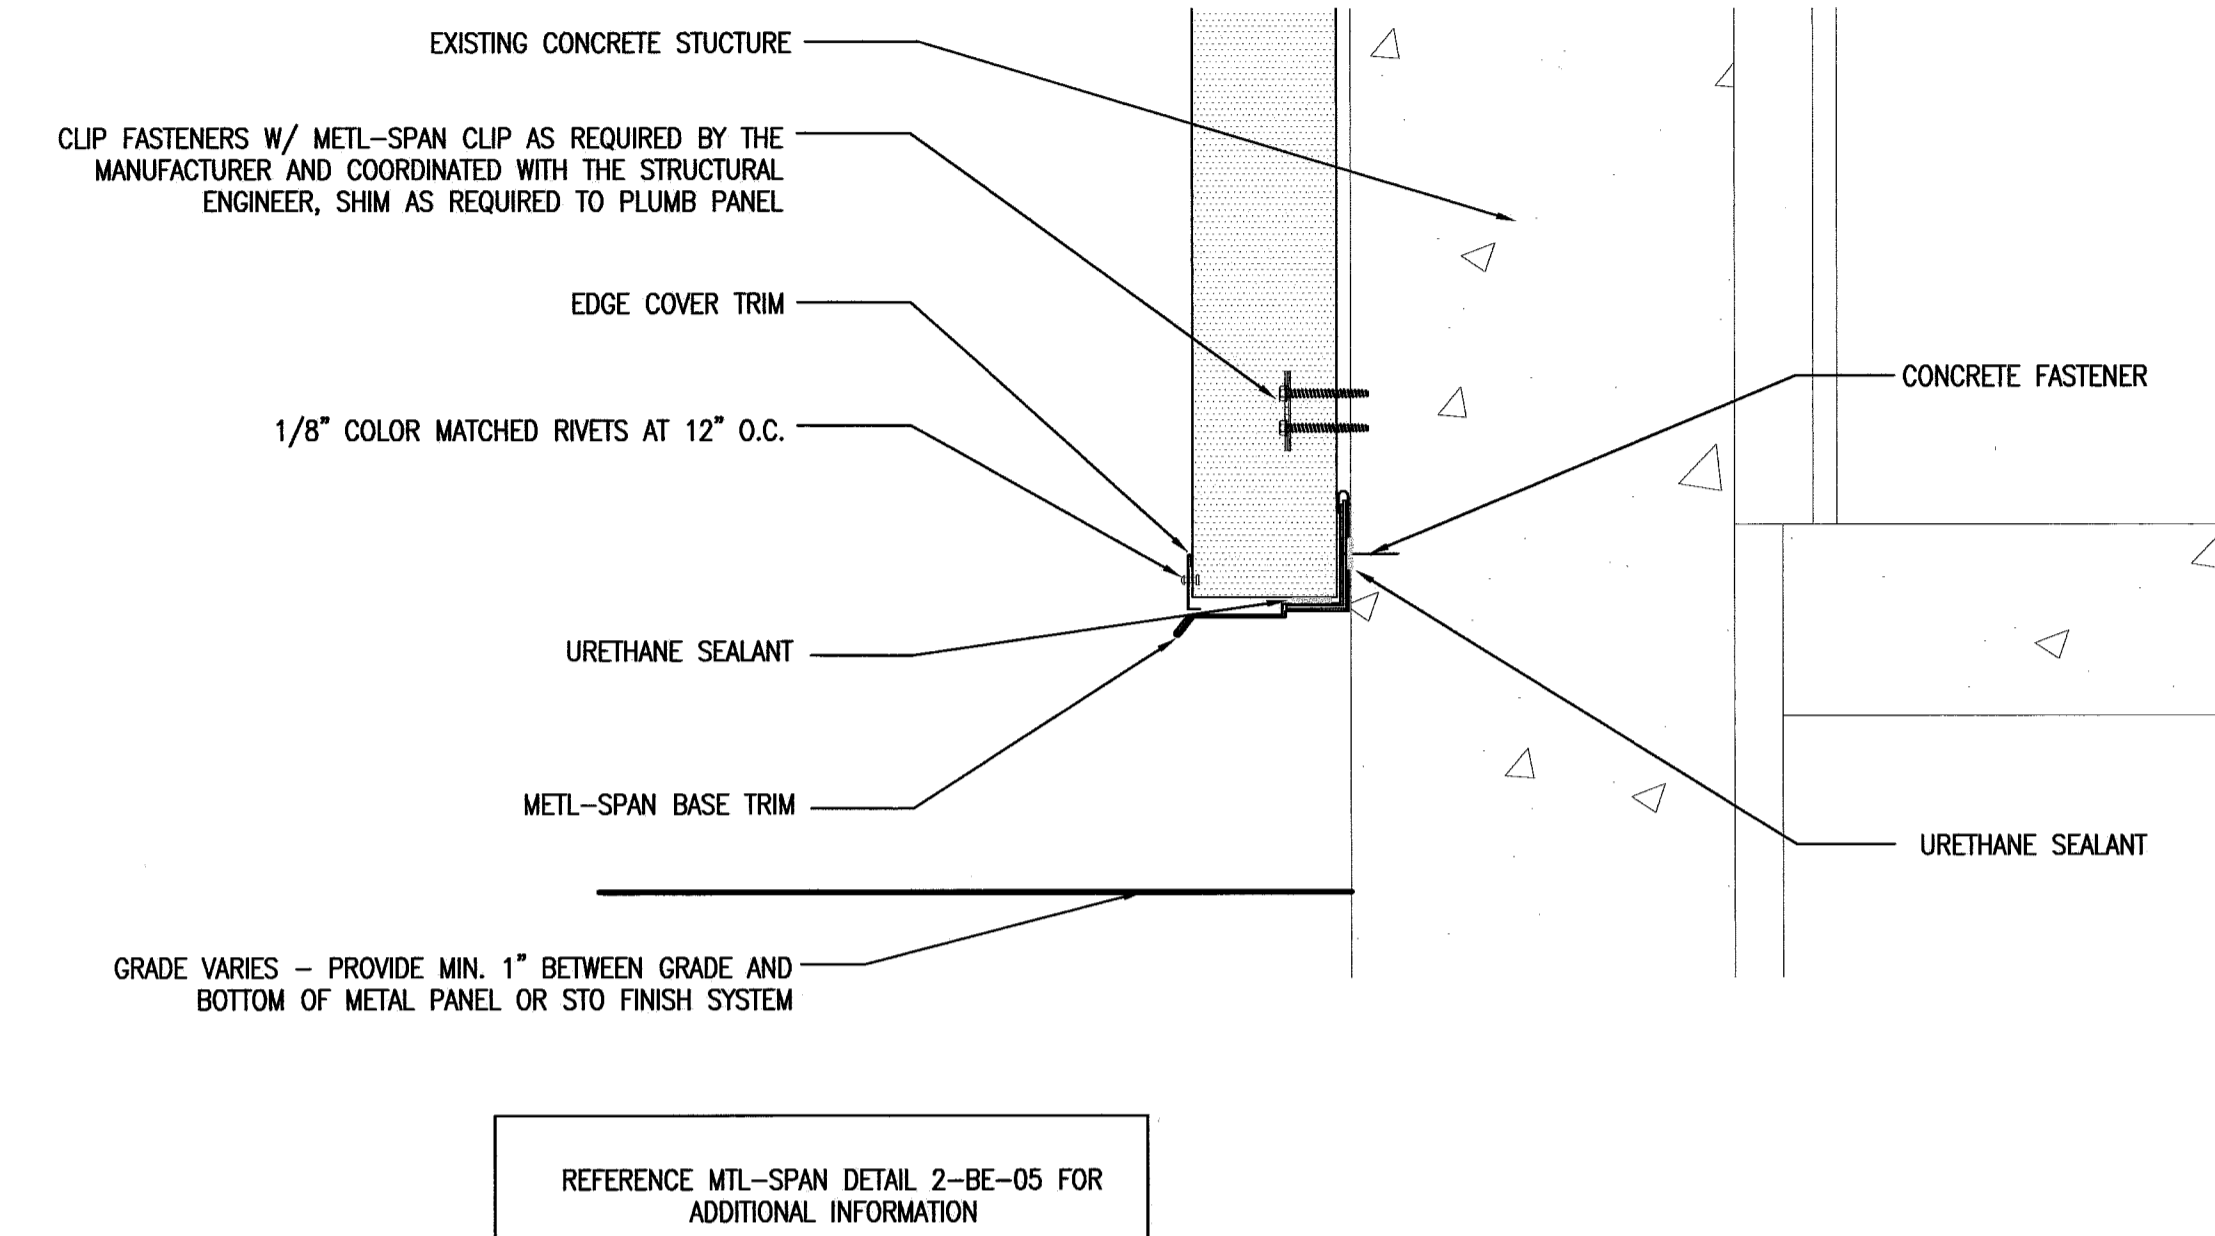 EXISTING CONCRETE STUCTURE
CLIP FASTENERS W/ METL-SPAN CLIP AS REQUIRED BY THE
MANUFACTURER AND COORDINATED WITH THE STRUCTURAL
ENGINEER, SHIM AS REQUIRED TO PLUMB PANEL
EDGE COVER TRIM
CONCRETE FASTENER
1/8" COLOR MATCHED RIVETS AT 12" O.C.
URETHANE SEALANT
METL-SPAN BASE TRIM
URETHANE SEALANT
GRADE VARIES - PROVIDE MIN. 1" BETWEEN GRADE AND
BOTTOM OF METAL PANEL OR STO FINISH SYSTEM
REFERENCE MTL-SPAN DETAIL 2-BE-05 FOR
ADDITIONAL INFORMATION